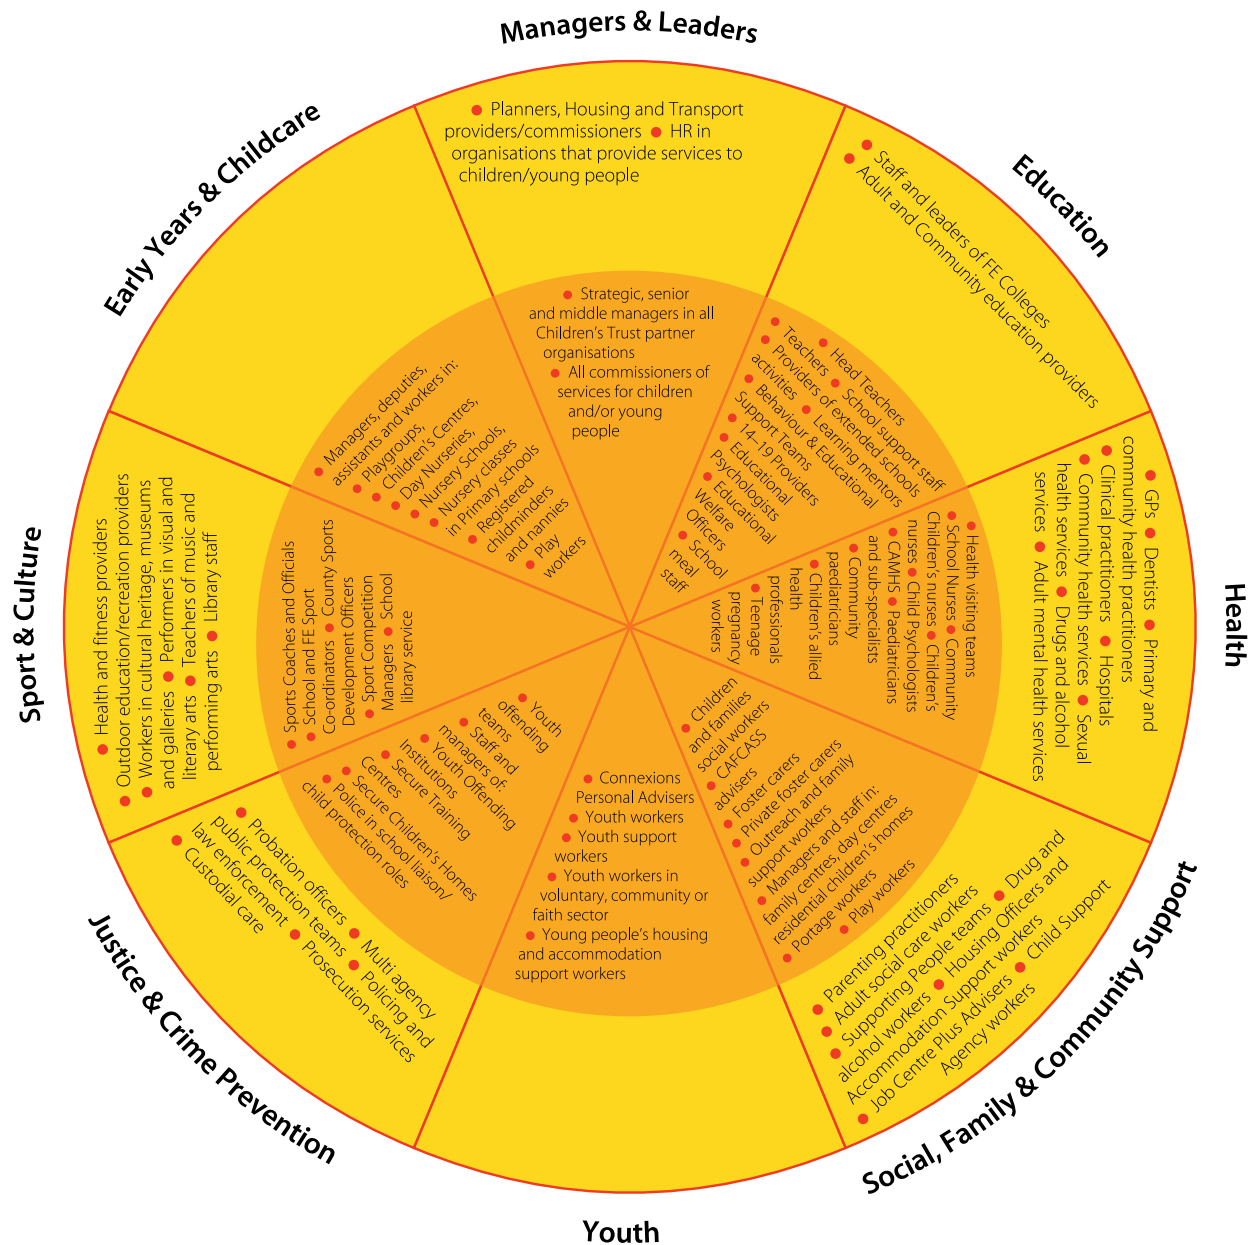 Managers & Leaders
● Planners, Housing and Transport
providers/commissioners ● HR in
organisations that provide services to
children/young people
● Strategic, senior
and middle managers in all
Children's Trust partner
organisations
● All commissioners of
services for children
and/or young
people
Education
● Staff and leaders of FE Colleges
● Adult and Community education providers
● Head Teachers
● Teachers ● School support staff
● Providers of extended schools
activities ● Learning mentors
● Behaviour & Educational
Support Teams
● 14–19 Providers
● Educational
Psychologists
● Educational
Welfare
Officers
● School
meal
staff
Health
● GPs ● Dentists ● Primary and
community health practitioners
● Clinical practitioners ● Hospitals
● Community health services ● Sexual
health services ● Drugs and alcohol
services ● Adult mental health services
● Health visiting teams
● School Nurses ● Community
Children's nurses ● Children's
nurses ● Child Psychologists
● CAMHS ● Paediatricians
and sub-specialists
● Community
paediatricians
● Children's allied
health
professionals
● Teenage
pregnancy
workers
Social, Family & Community Support
● Children
and families
social workers
● CAFCASS
advisers
● Foster carers
● Private foster carers
● Outreach and family
support workers
● Managers and staff in:
family centres, day centres
residential children's homes
● Portage workers
● Play workers
● Parenting practitioners
● Adult social care workers
● Supporting People teams ● Drug and
alcohol workers ● Housing Officers and
Accommodation Support workers
● Job Centre Plus Advisers ● Child Support
Agency workers
Youth
● Connexions
Personal Advisers
● Youth workers
● Youth support
workers
● Youth workers in
voluntary, community or
faith sector
● Young people's housing
and accommodation
support workers
Justice & Crime Prevention
● Youth
offending
teams
● Staff and
managers of:
● Youth Offending
Institutions
● Secure Training
Centres
● Secure Children's Homes
● Police in school liaison/
child protection roles
● Probation officers ● Multi agency
public protection teams ● Policing and
law enforcement ● Prosecution services
● Custodial care
Sport & Culture
● Health and fitness providers
● Outdoor education/recreation providers
● Workers in cultural heritage, museums
and galleries ● Performers in visual and
literary arts ● Teachers of music and
performing arts ● Library staff
● Sports Coaches and Officials
● School and FE Sport
Co-ordinators ● County Sports
Development Officers
● Sport Competition
Managers ● School
library service
Early Years & Childcare
● Managers, deputies,
assistants and workers in:
● Playgroups,
● Children's Centres,
● Day Nurseries,
● Nursery Schools,
● Nursery classes
in Primary schools
● Registered
childminders
and nannies
● Play
workers